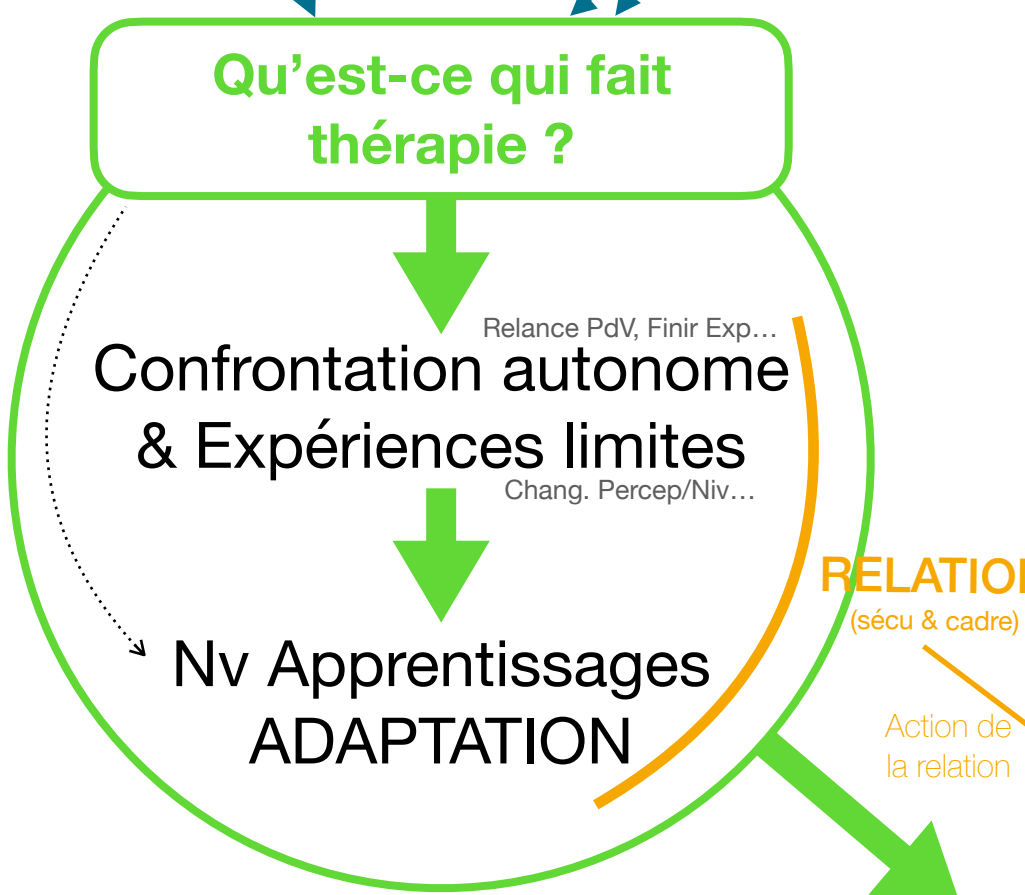 Qu’est-ce qui fait
thérapie ?
Relance PdV, Finir Exp…
Confrontation autonome
& Expériences limites
Chang. Percep/Niv…
RELATION
(sécu & cadre)
Nv Apprentissages
ADAPTATION
Action de
la relation